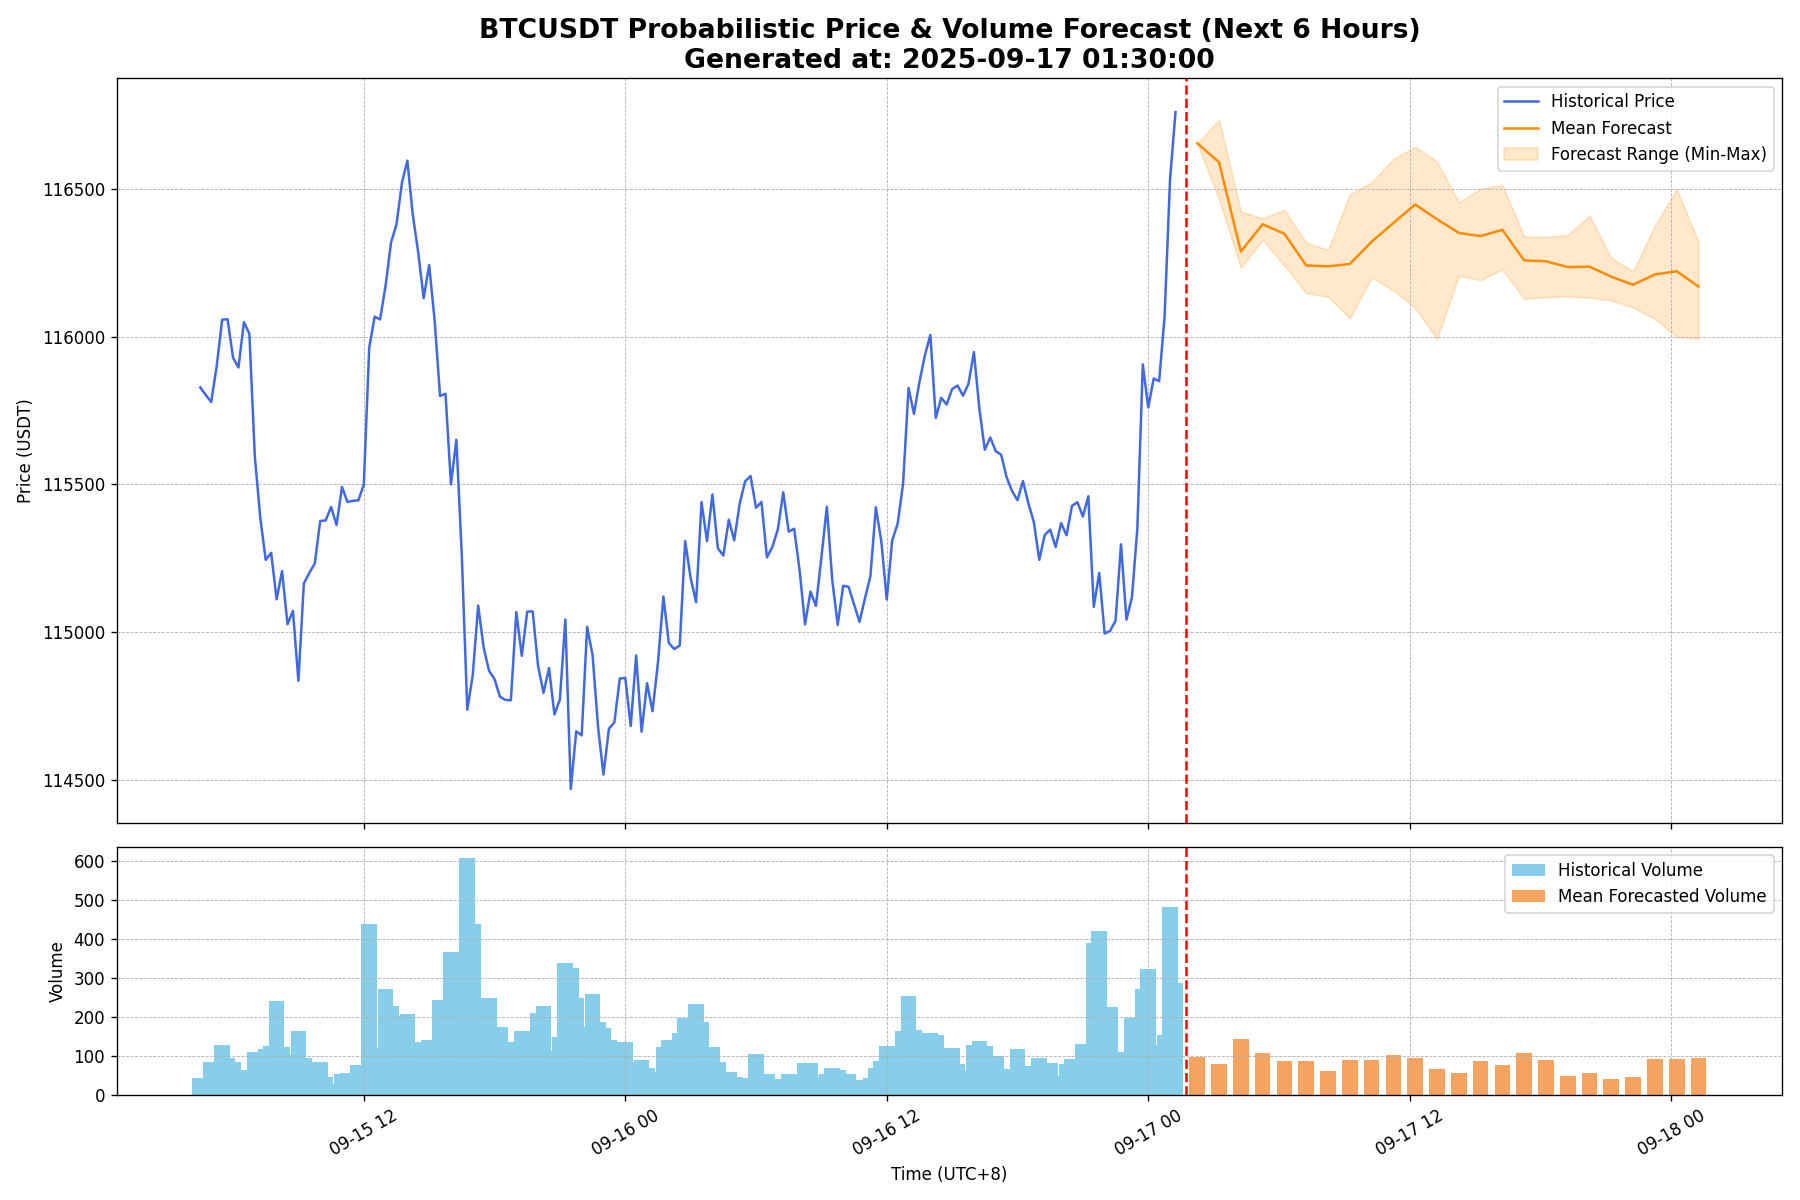 BTCUSDT Probabilistic Price & Volume Forecast (Next 6 Hours)
Generated at: 2025-09-17 01:30:00
Historical Price
Mean Forecast
Forecast Range (Min-Max)
Price (USDT)
116500
116000
115500
115000
114500
Historical Volume
Mean Forecasted Volume
Volume
600
500
400
300
200
100
0
09-15 12
09-16 00
09-16 12
09-17 00
09-17 12
09-18 00
Time (UTC+8)